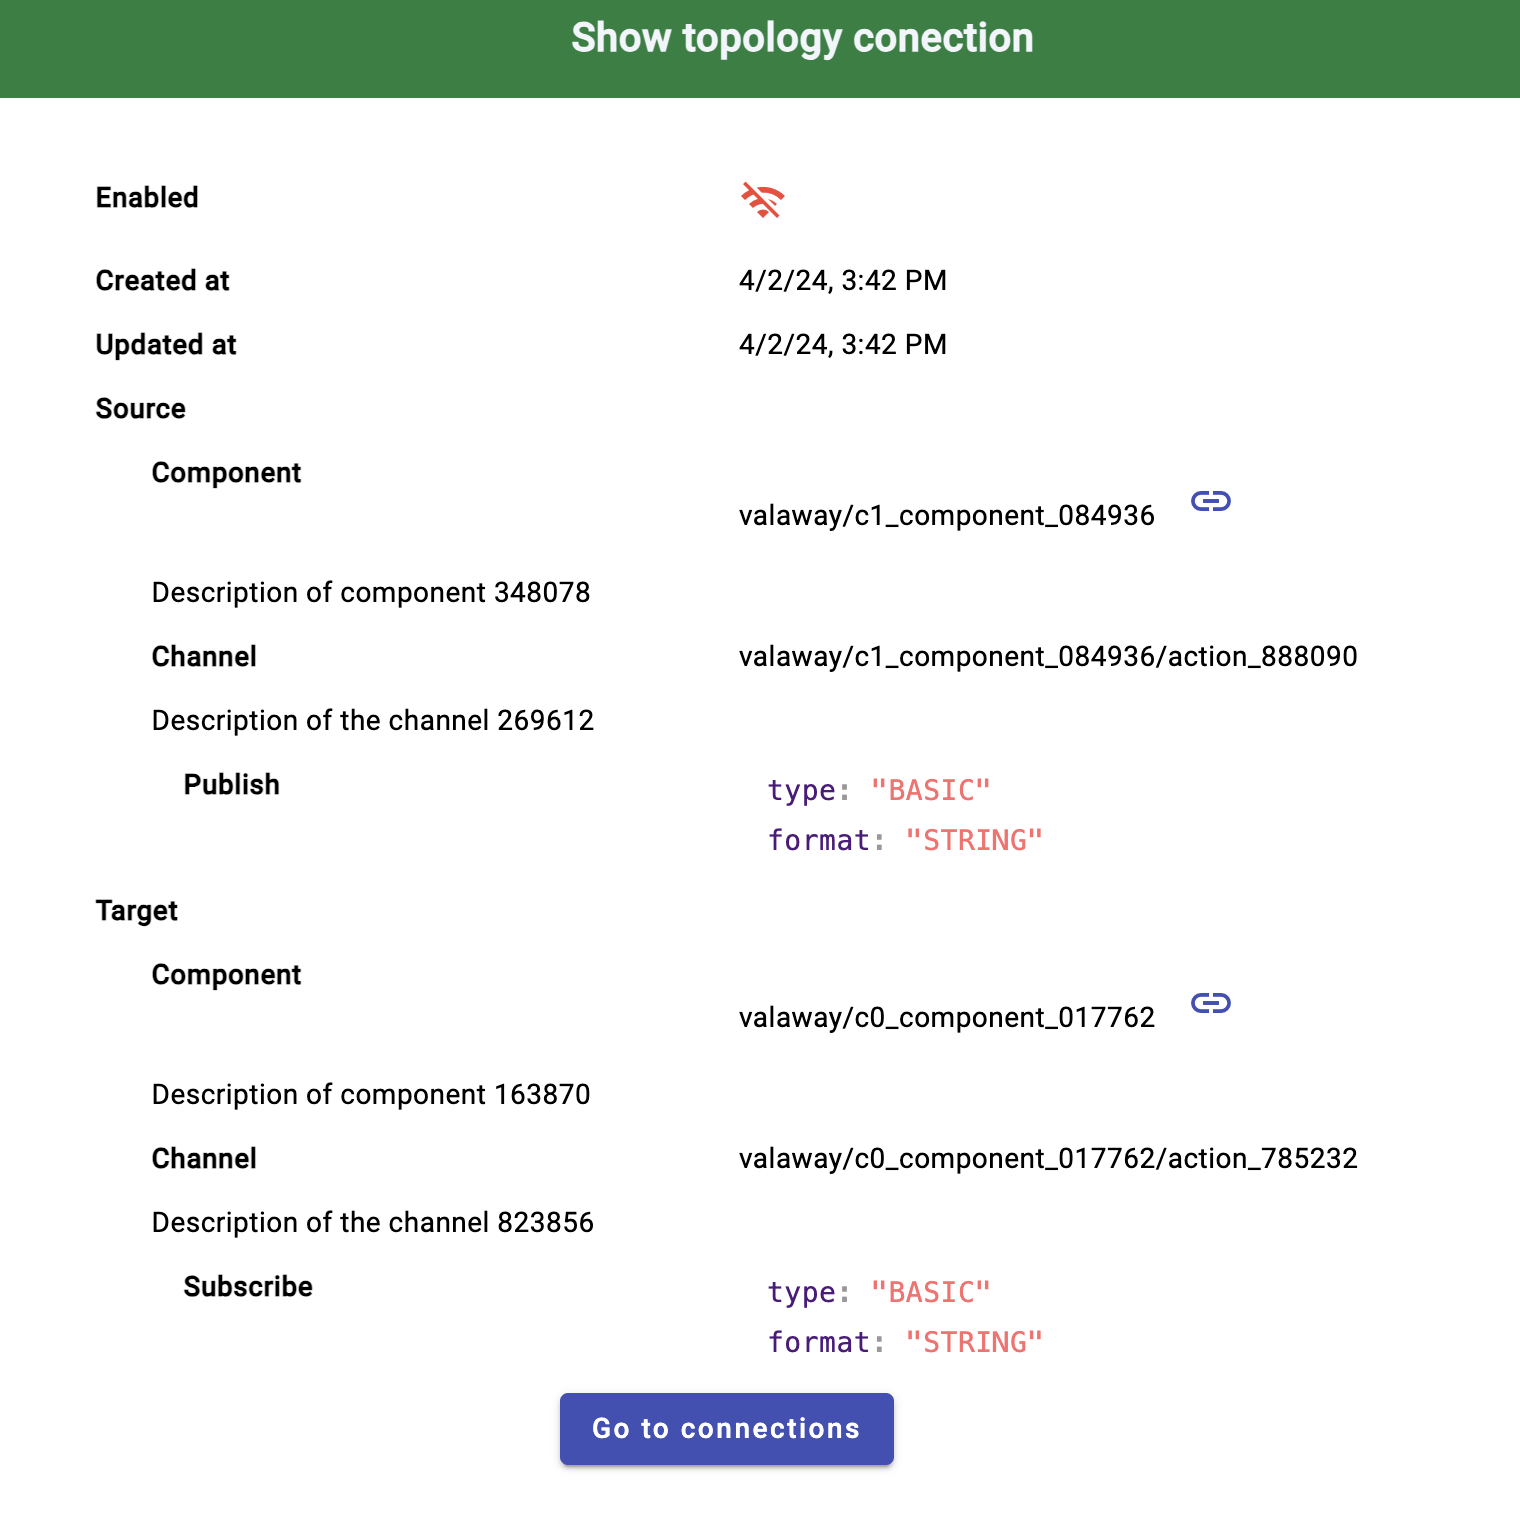 Show topology conection
Enabled
Created at 4/2/24, 3:42 PM
Updated at 4/2/24, 3:42 PM
Source
Component
valaway/c1_component_084936
Description of component 348078
Channel valaway/c1_component_084936/action_888090
Description of the channel 269612
Publish type: "BASIC"
format: "STRING"
Target
Component
valaway/c0_component_017762
Description of component 163870
Channel valaway/c0_component_017762/action_785232
Description of the channel 823856
Subscribe type: "BASIC"
format: "STRING"
Go to connections